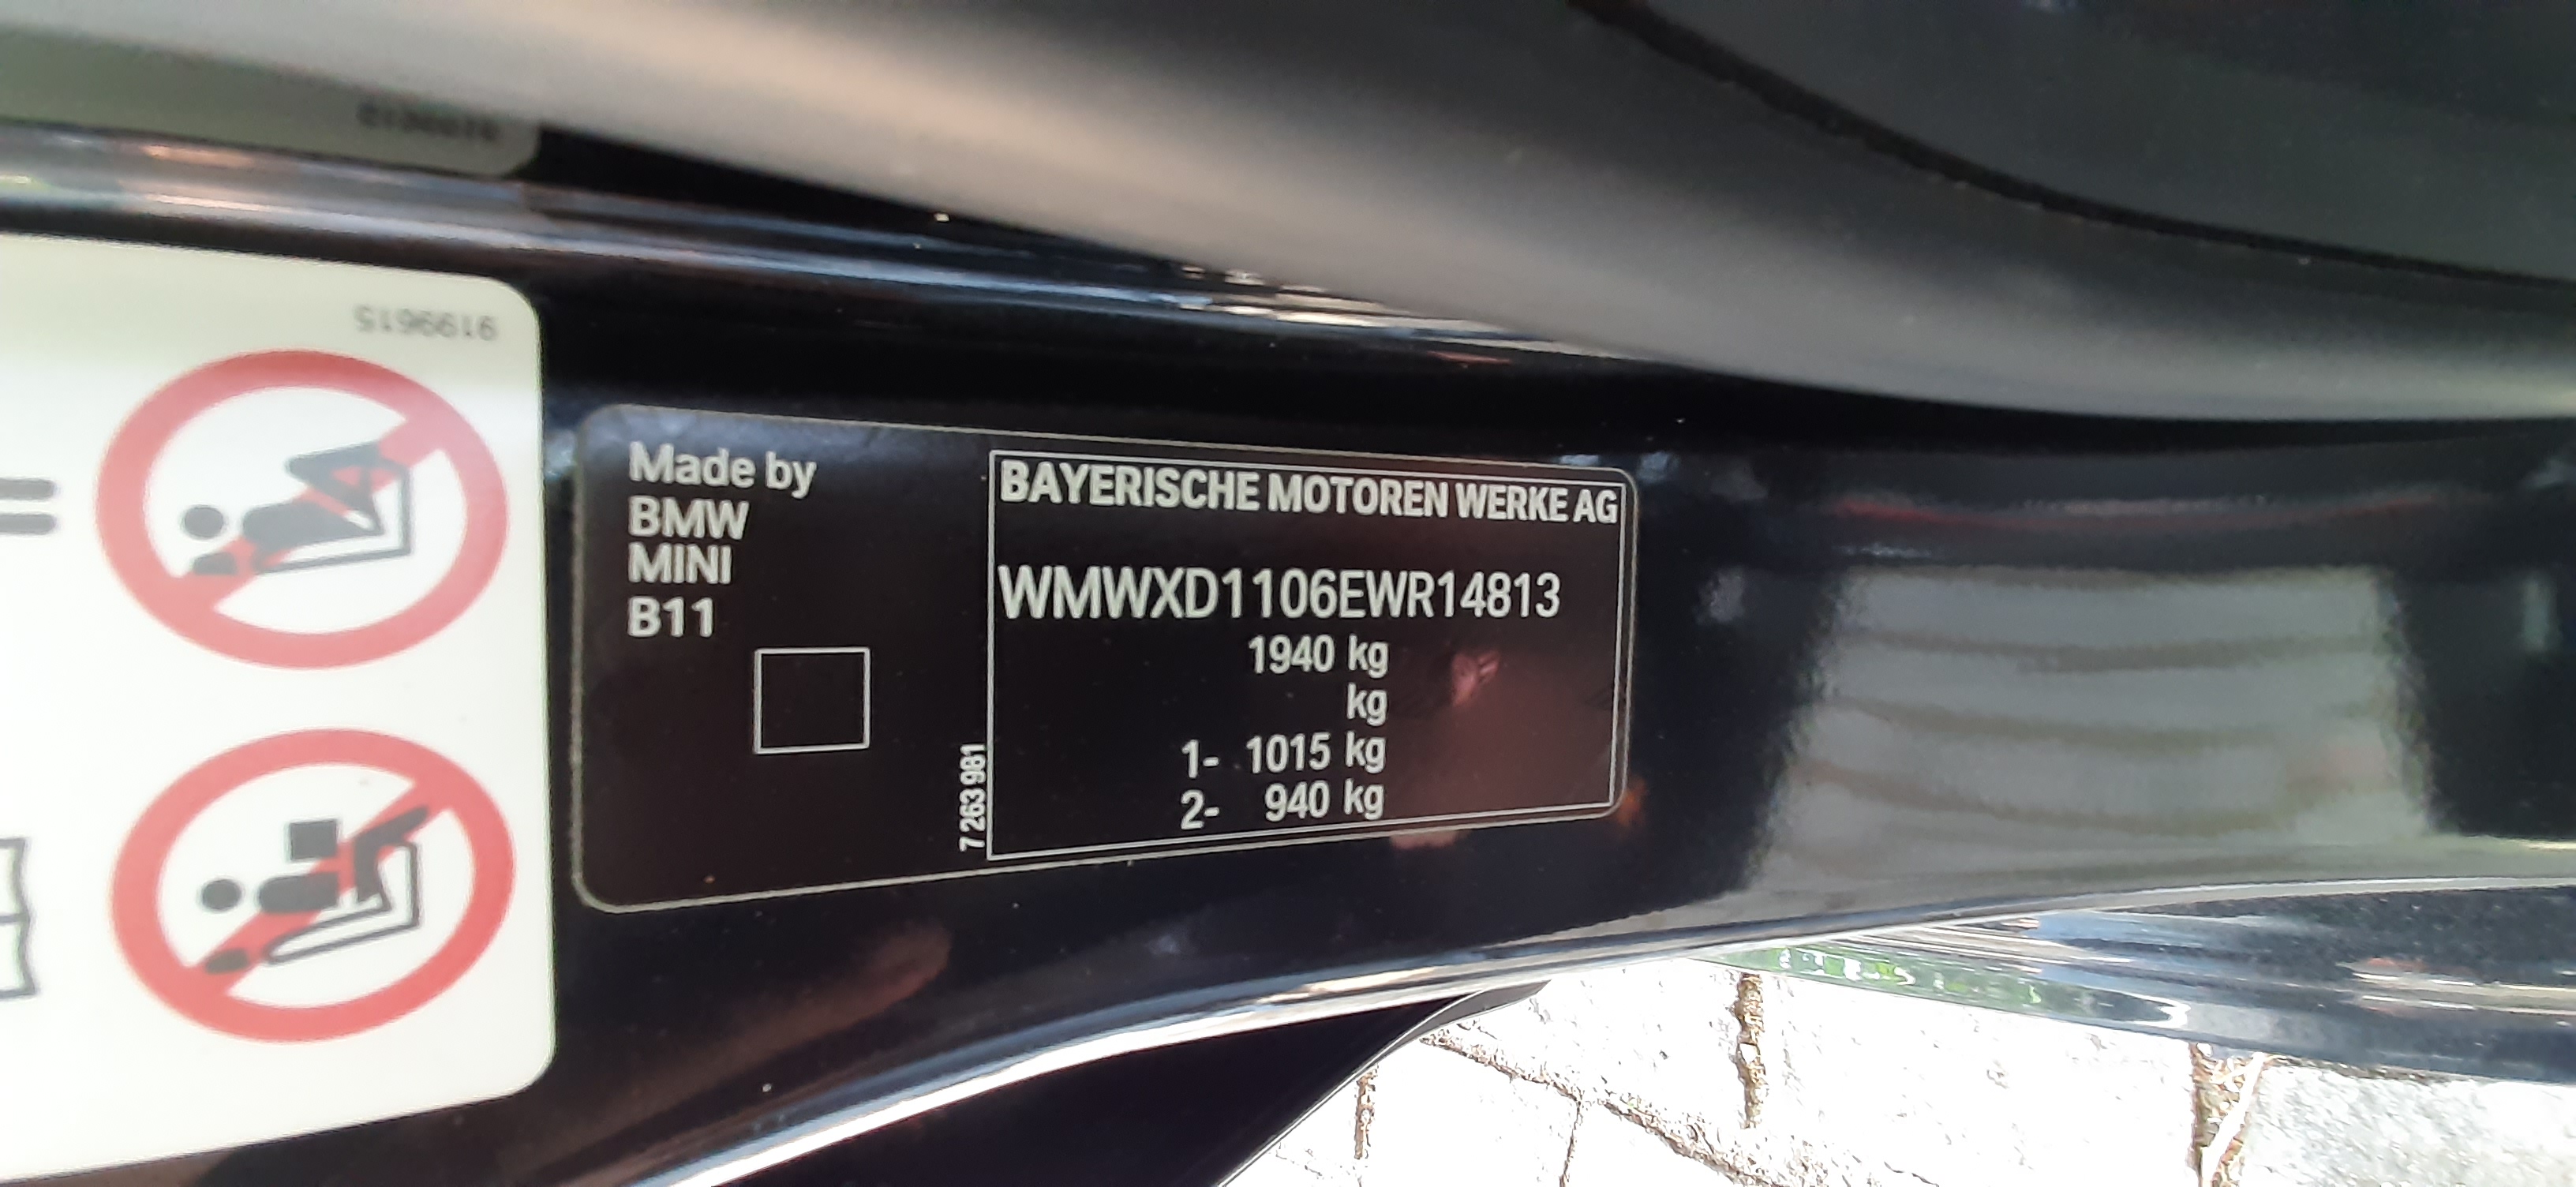 9199615
Made by
BMW
MINI
B11
7 263 981
BAYERISCHE MOTOREN WERKE AG
WMWXD1106EWR14813
1940 kg
kg
1- 1015 kg
2- 940 kg